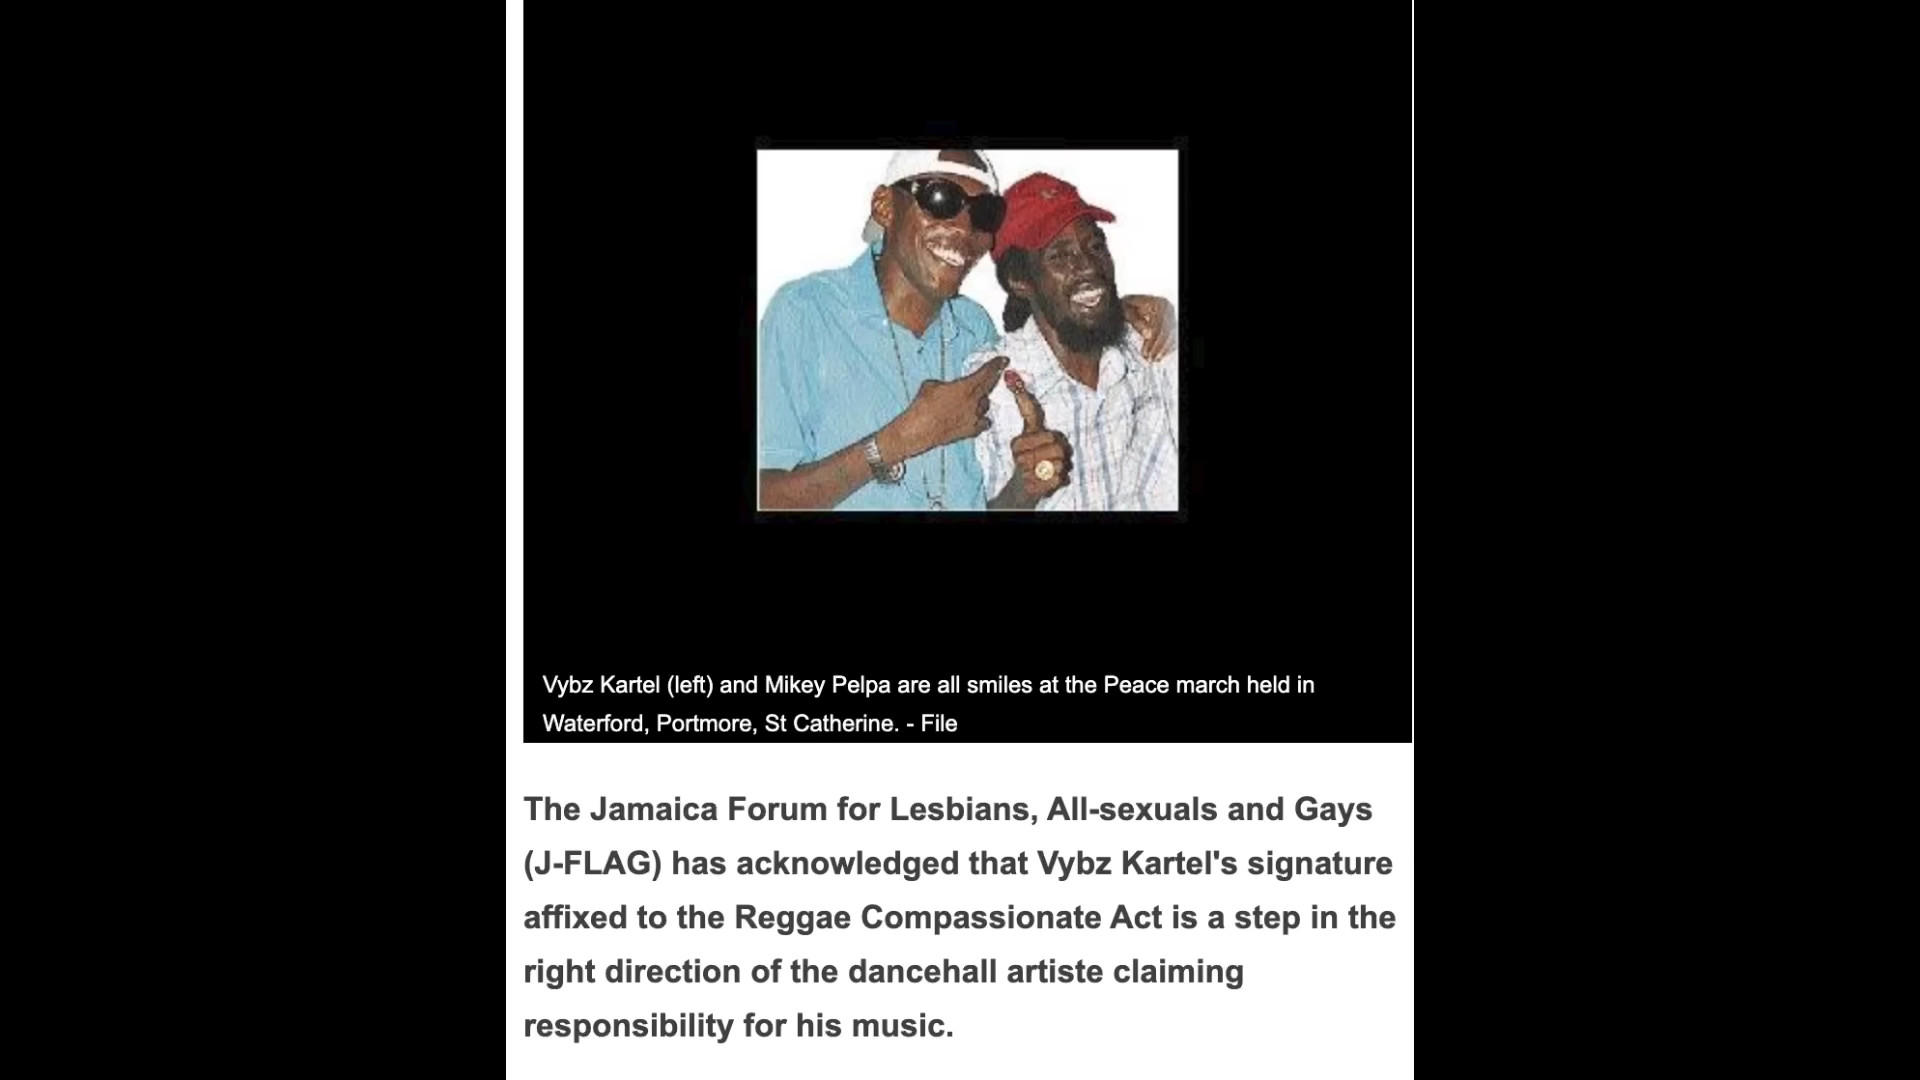 Vybz Kartel (left) and Mikey Pelpa are all smiles at the Peace march held in
Waterford, Portmore, St Catherine. - File
The Jamaica Forum for Lesbians, All-sexuals and Gays
(J-FLAG) has acknowledged that Vybz Kartel's signature
affixed to the Reggae Compassionate Act is a step in the
right direction of the dancehall artiste claiming
responsibility for his music.